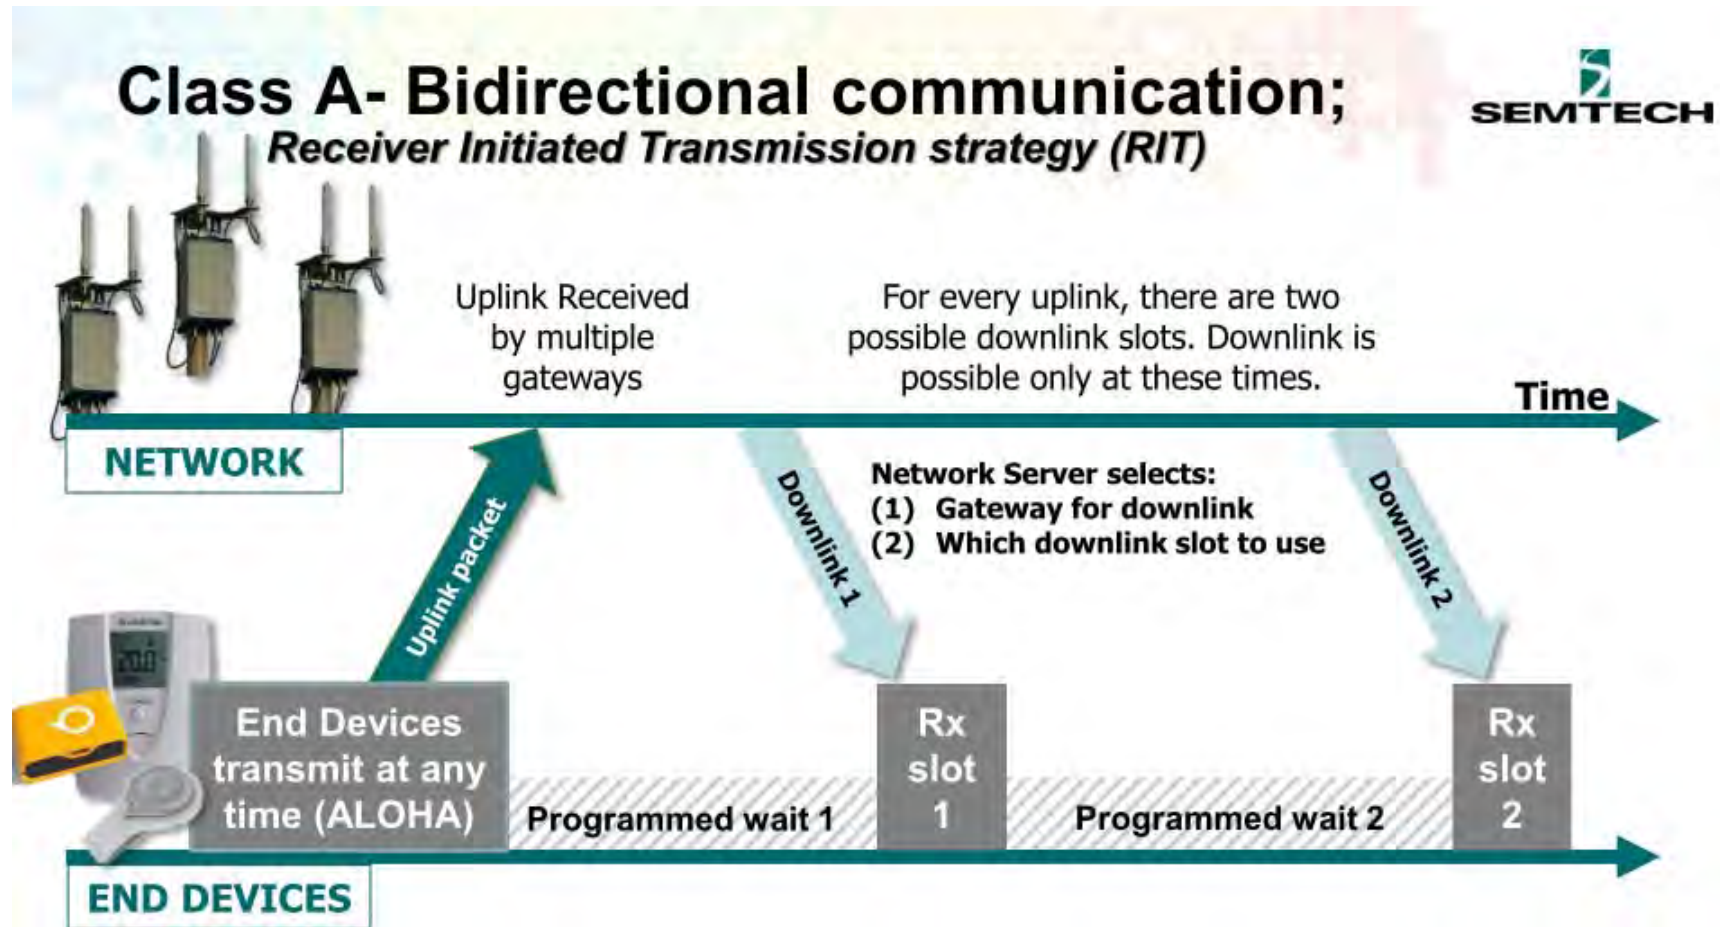 Class A- Bidirectional communication;
Receiver Initiated Transmission strategy (RIT)
SEMTECH
Uplink Received
by multiple
gateways
For every uplink, there are two
possible downlink slots. Downlink is
possible only at these times.
Time
NETWORK
Uplink packet
Downlink 1
Network Server selects:
(1) Gateway for downlink
(2) Which downlink slot to use
Downlink 2
20.0
End Devices
transmit at any
time (ALOHA)
Programmed wait 1
Rx
slot
1
Programmed wait 2
Rx
slot
2
END DEVICES